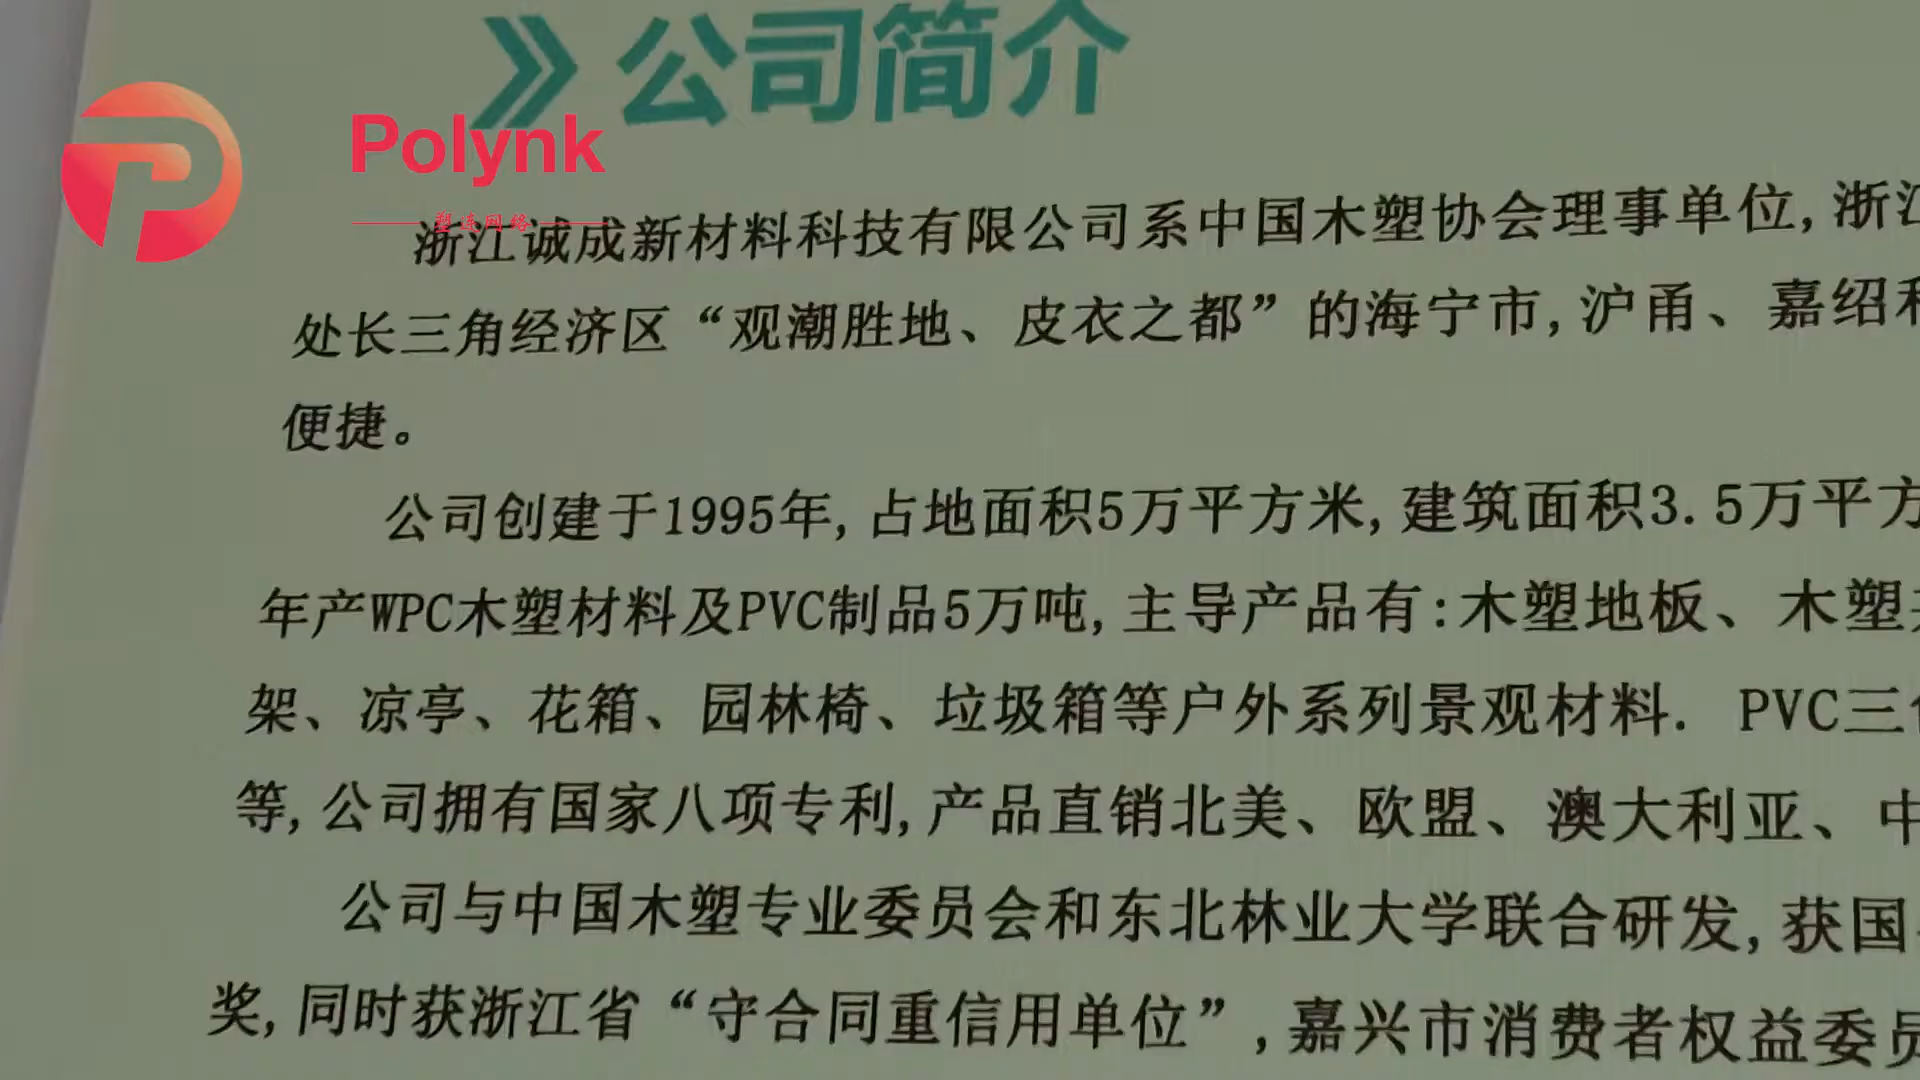 》公司简介
Polynk
塑连网络
浙江诚成新材料科技有限公司系中国木塑协会理事单位,浙江
处长三角经济区“观潮胜地、皮衣之都”的海宁市,沪甬、嘉绍和
便捷。
公司创建于1995年,占地面积5万平方米,建筑面积3.5万平方
年产WPC木塑材料及PVC制品5万吨,主导产品有:木塑地板、木塑
架、凉亭、花箱、园林椅、垃圾箱等户外系列景观材料. PVC三
等,公司拥有国家八项专利,产品直销北美、欧盟、澳大利亚、中
公司与中国木塑专业委员会和东北林业大学联合研发,获国
奖,同时获浙江省“守合同重信用单位”,嘉兴市消费者权益委员